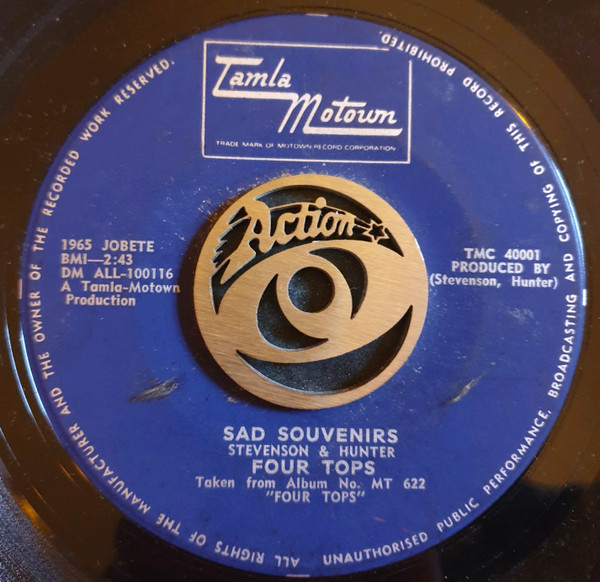 Tamla
Motown
TRADE MARK OF MOTOWN RECORD CORPORATION
Action
1965 JOBETE
BMI—2:43
DM ALL-100116
A Tamla-Motown
Production
TMC 40001
PRODUCED BY
(Stevenson, Hunter)
SAD SOUVENIRS
STEVENSON & HUNTER
FOUR TOPS
Taken from Album No. MT 622
"FOUR TOPS"
ALL RIGHTS OF THE MANUFACTURER AND THE OWNER OF THE RECORDED WORK RESERVED.
UNAUTHORISED PUBLIC PERFORMANCE, BROADCASTING AND COPYING OF THIS RECORD PROHIBITED.